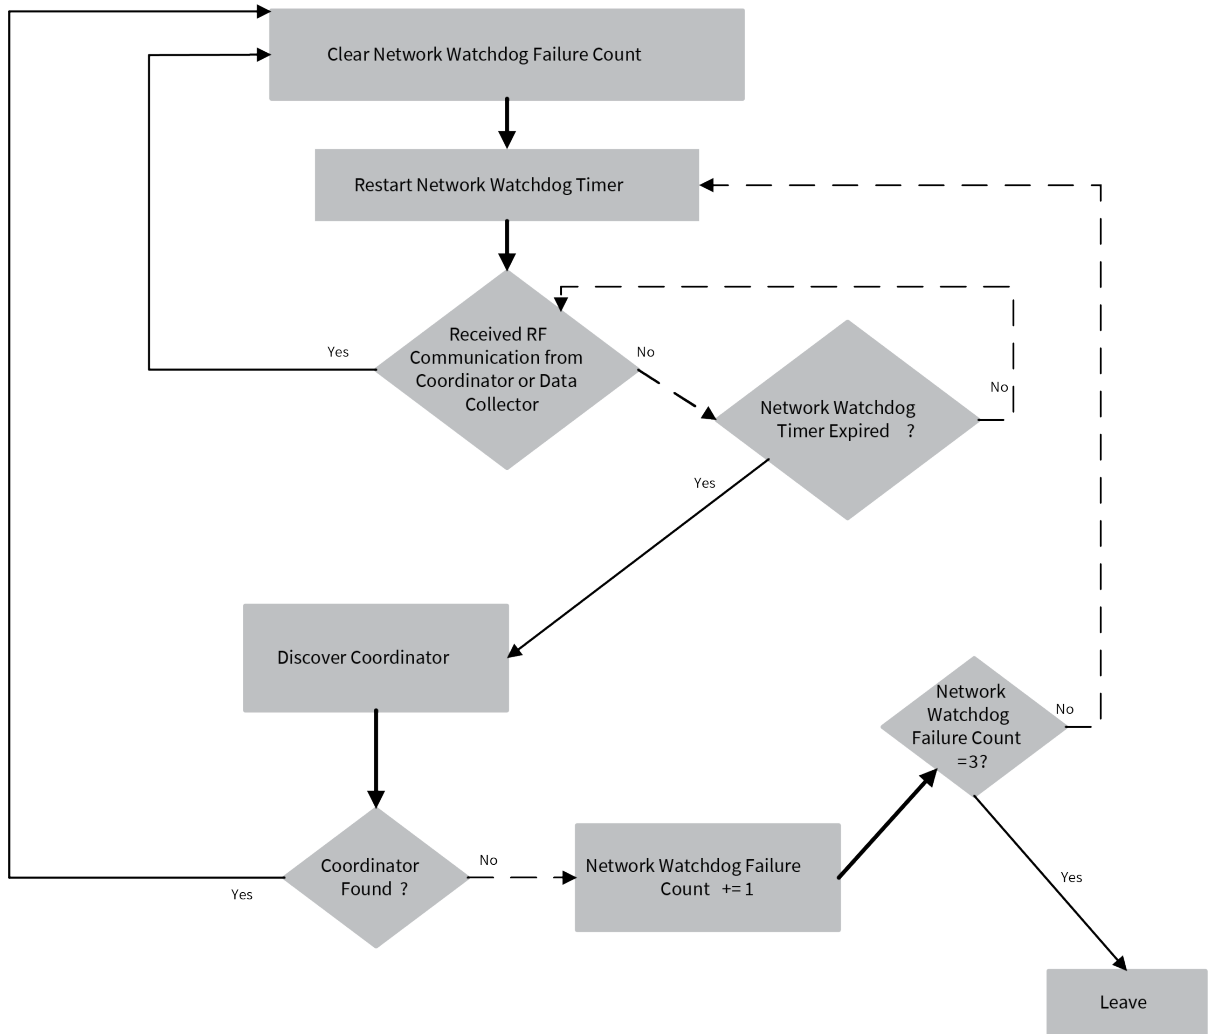 Clear Network Watchdog Failure Count
Restart Network Watchdog Timer
Received RF
Communication from
Coordinator or Data
Collector
Yes
No
Network Watchdog
Timer Expired ?
No
Yes
Discover Coordinator
Network
Watchdog
Failure Count
=3?
No
Coordinator
Found ?
Yes
No
Network Watchdog Failure
Count += 1
Yes
Leave